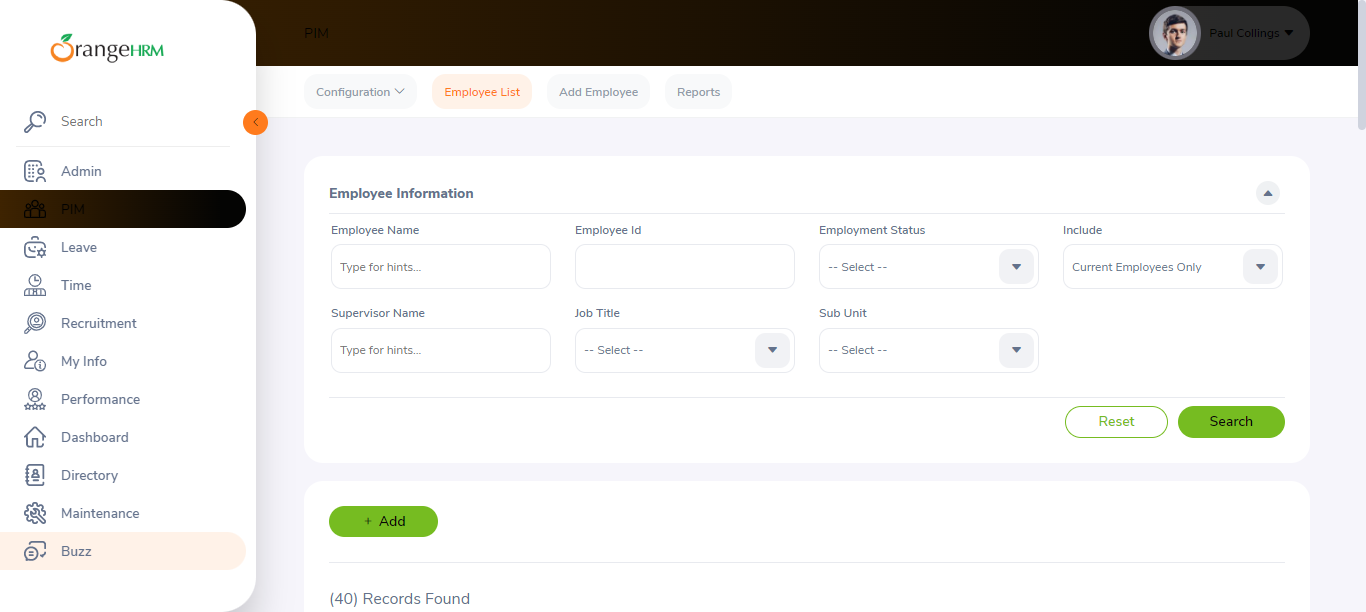 OrangeHRM
Search
Admin
PIM
Leave
Time
Recruitment
My Info
Performance
Dashboard
Directory
Maintenance
Buzz
PIM
Paul Collings
Configuration
Employee List
Add Employee
Reports
Employee Information
Employee Name
Employee Id
Employment Status
Include
Type for hints...
-- Select --
Current Employees Only
Supervisor Name
Job Title
Sub Unit
Type for hints...
-- Select --
-- Select --
Reset
Search
+ Add
(40) Records Found